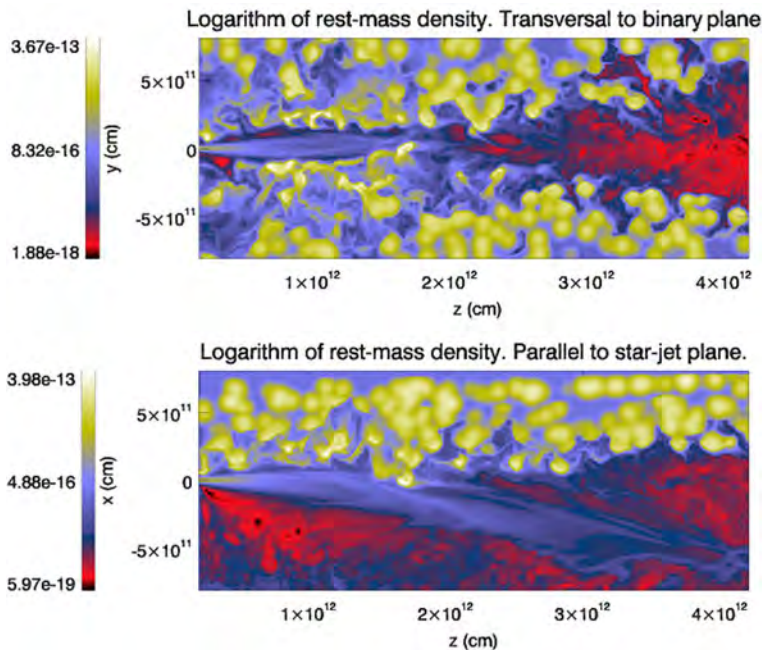 Logarithm of rest-mass density. Transversal to binary plane
3.67e-13
8.32e-16
1.88e-18
y (cm)
5×10¹¹
0
-5×10¹¹
1×10¹²
2×10¹²
3×10¹²
4×10¹²
z (cm)
Logarithm of rest-mass density. Parallel to star-jet plane.
3.98e-13
4.88e-16
5.97e-19
x (cm)
5×10¹¹
0
-5×10¹¹
1×10¹²
2×10¹²
3×10¹²
4×10¹²
z (cm)